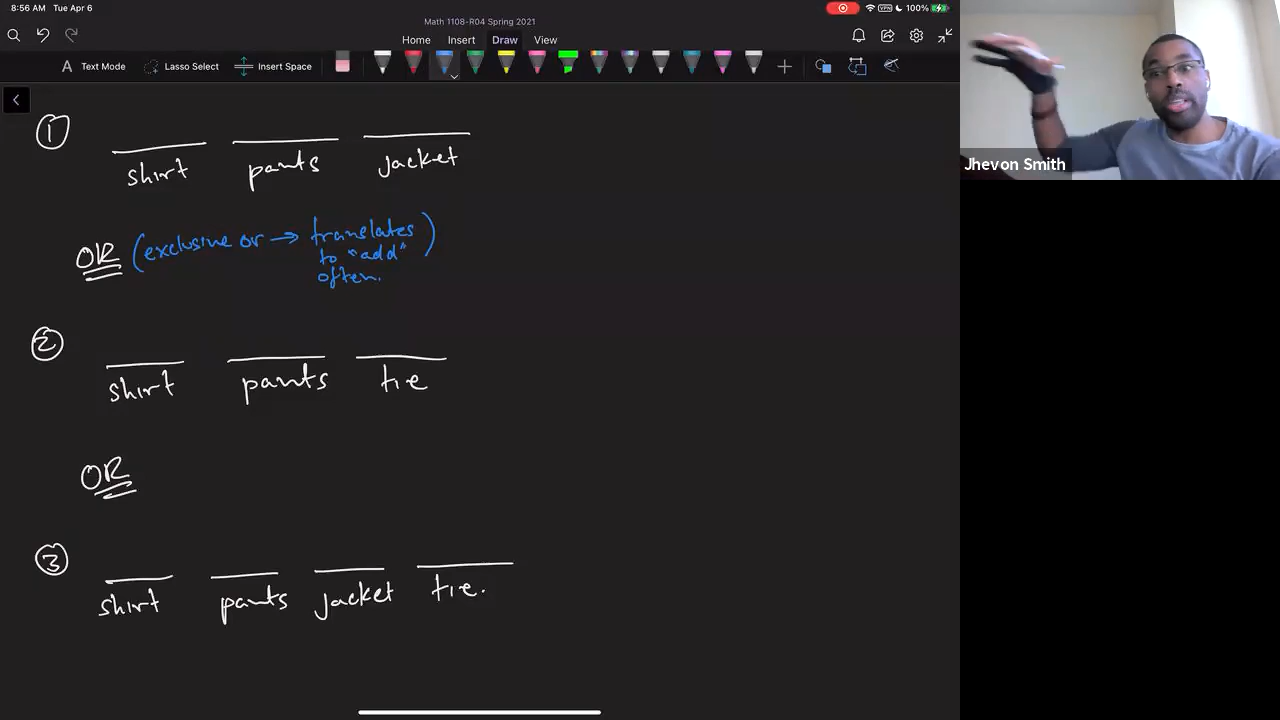 8:56 AM Tue Apr 6
VPN 100%
Math 1108-R04 Spring 2021
Home Insert Draw View
A Text Mode Lasso Select Insert Space
① shirt pants jacket
OR (exclusive or → translates
to "add"
often.)
② shirt pants tie
OR
③ shirt pants jacket tie.
Jhevon Smith